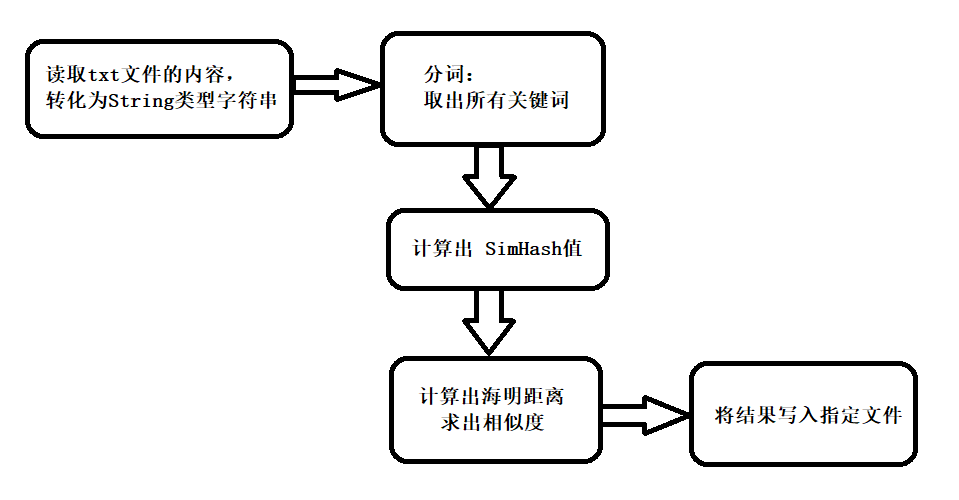 读取txt文件的内容，
转化为String类型字符串
分词：
取出所有关键词
计算出 SimHash值
计算出海明距离
求出相似度
将结果写入指定文件